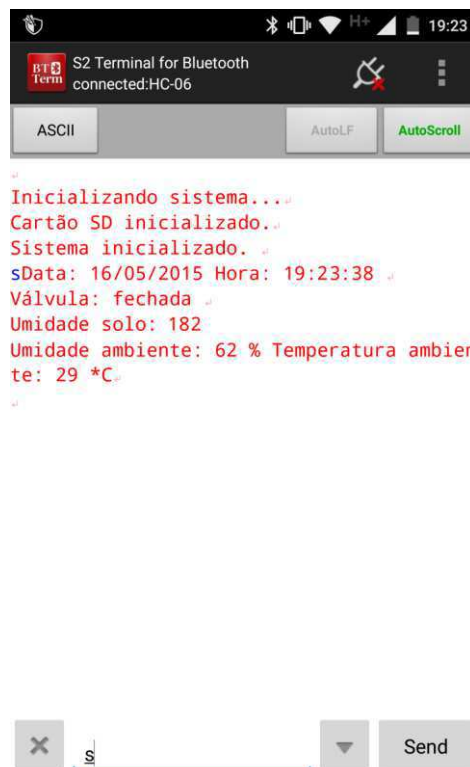 H+ 19:23
BT
Term
S2 Terminal for Bluetooth
connected:HC-06
ASCII
AutoLF
AutoScroll
Inicializando sistema...
Cartão SD inicializado.
Sistema inicializado.
sData: 16/05/2015 Hora: 19:23:38
Válvula: fechada
Umidade solo: 182
Umidade ambiente: 62 % Temperatura ambien
te: 29 *C
s
Send